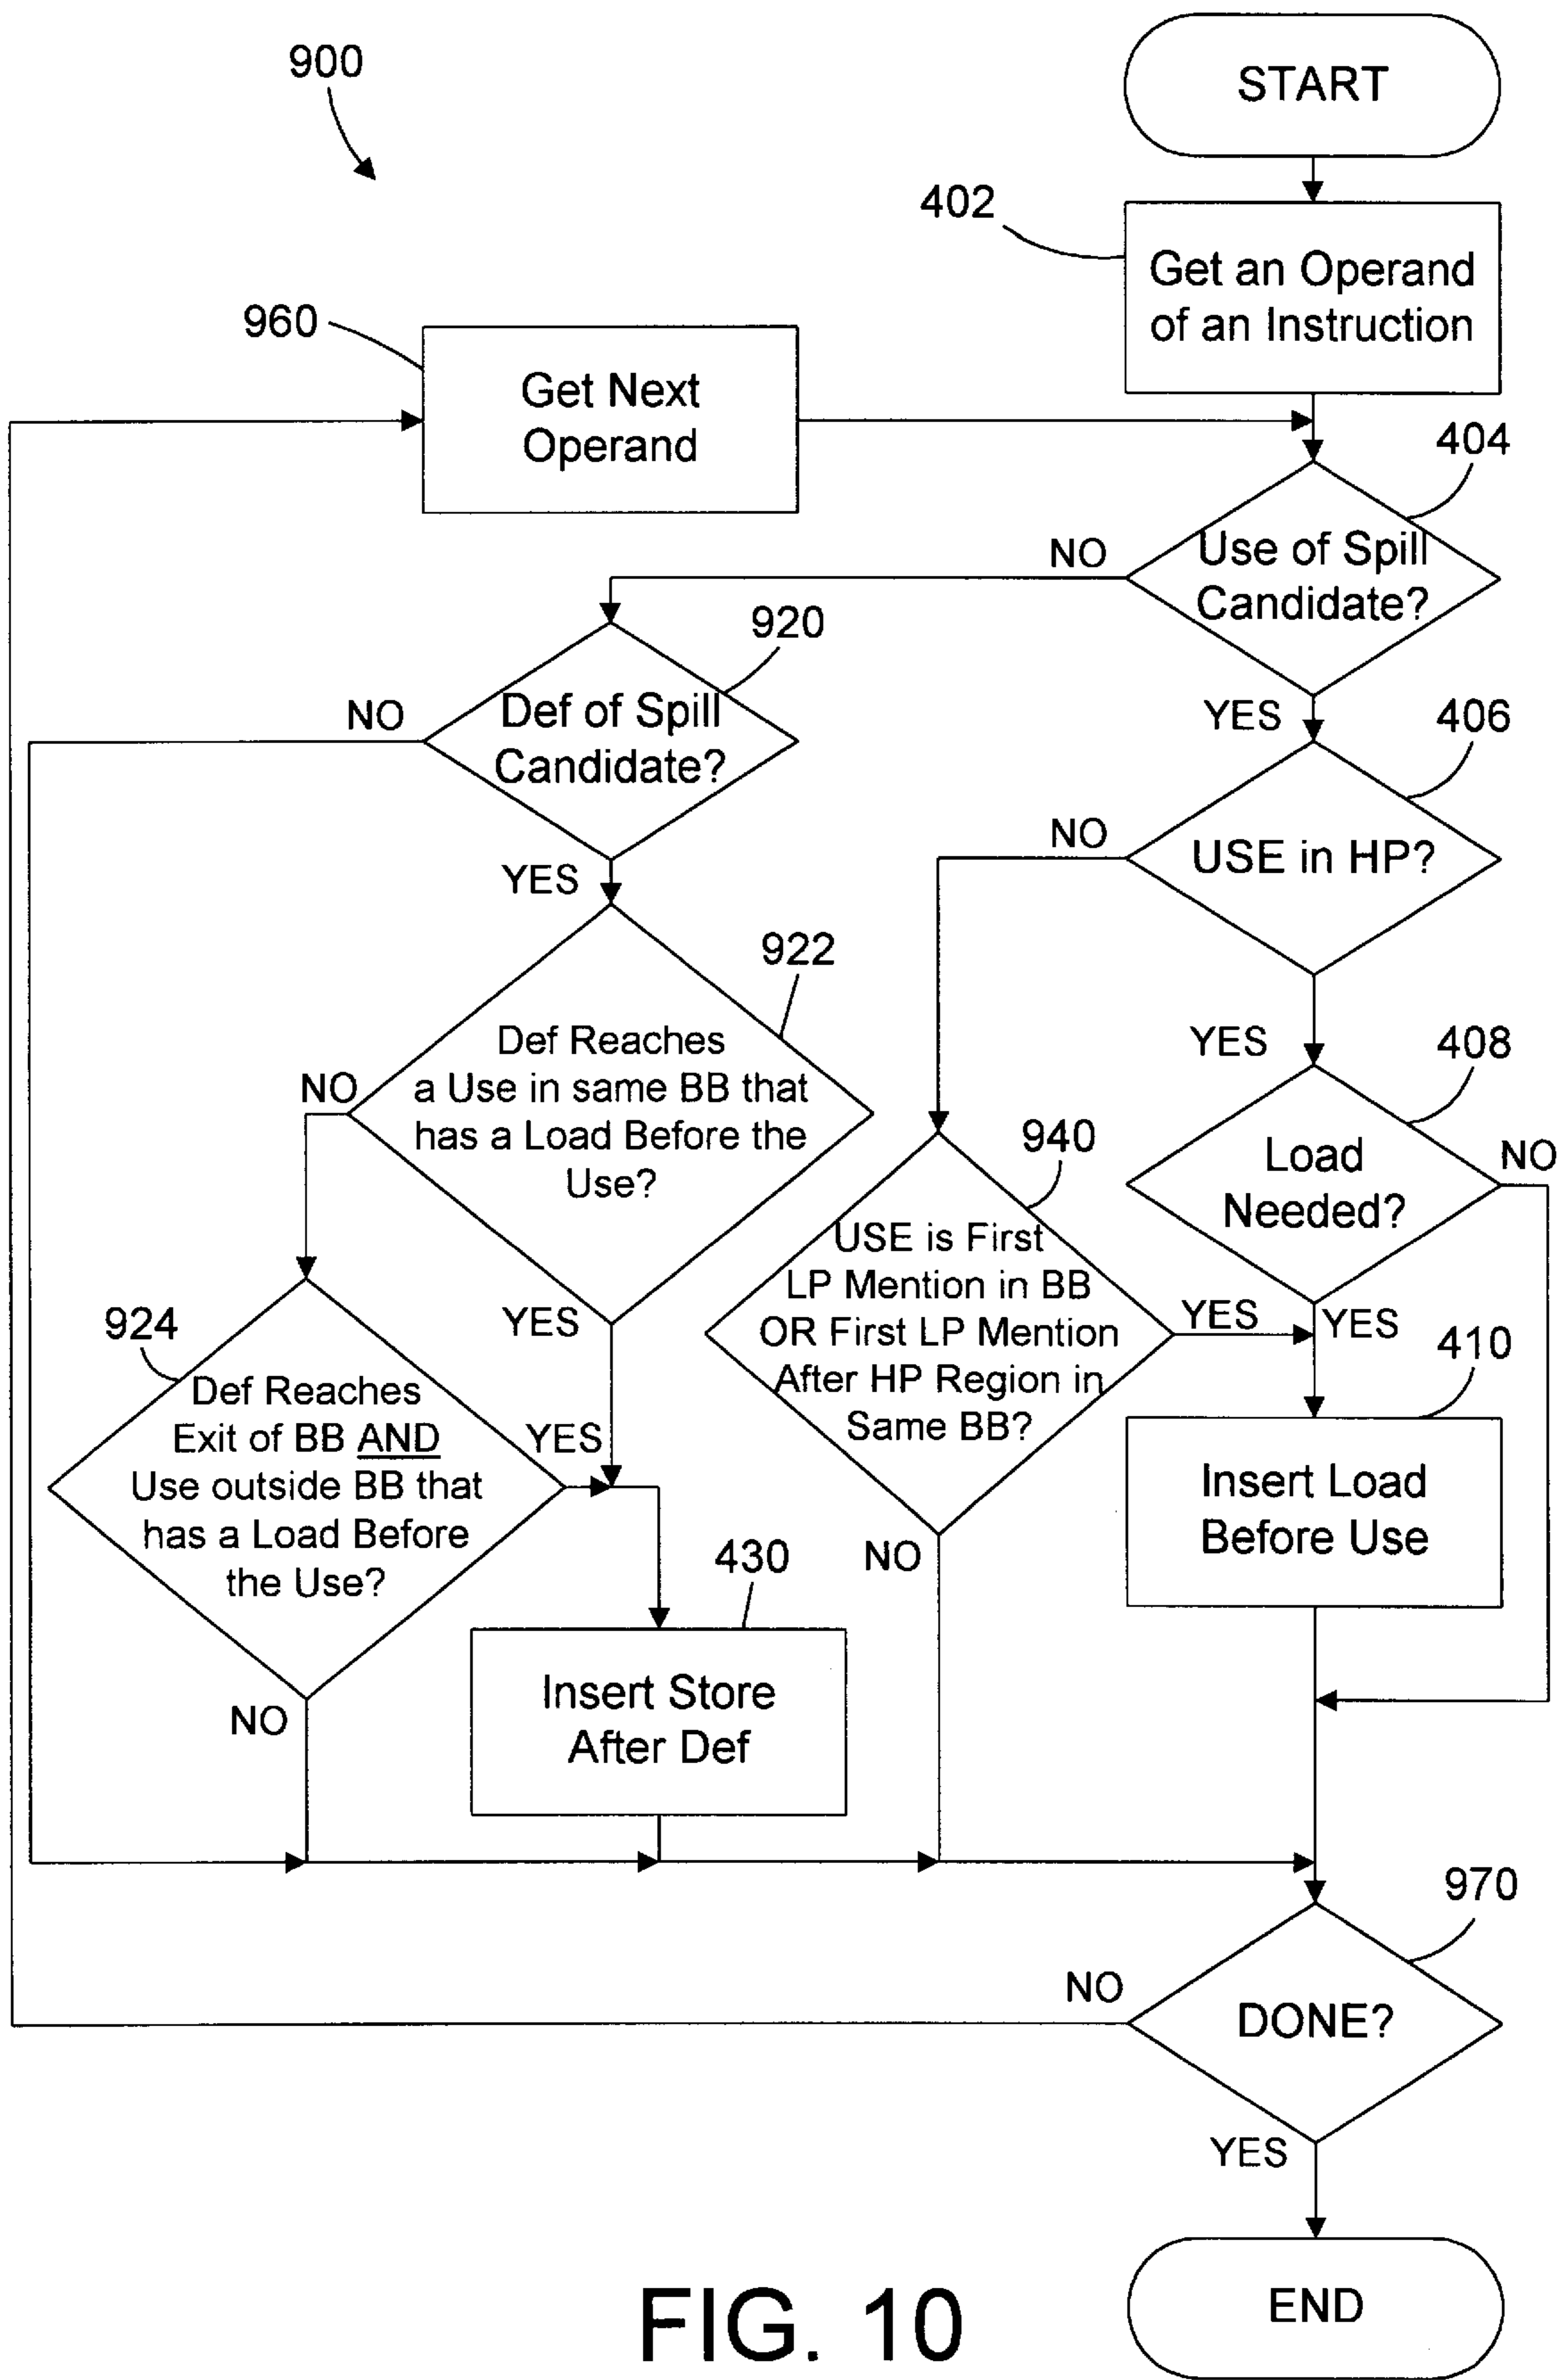 900
START
402
Get an Operand
of an Instruction
960
Get Next
Operand
404
Use of Spill
Candidate?
NO
YES
920
Def of Spill
Candidate?
NO
YES
406
USE in HP?
NO
YES
922
Def Reaches
a Use in same BB that
has a Load Before the
Use?
NO
YES
408
Load
Needed?
NO
YES
940
USE is First
LP Mention in BB
OR First LP Mention
After HP Region in
Same BB?
YES
NO
924
Def Reaches
Exit of BB AND
Use outside BB that
has a Load Before
the Use?
YES
NO
410
Insert Load
Before Use
430
Insert Store
After Def
970
DONE?
NO
YES
END
FIG. 10